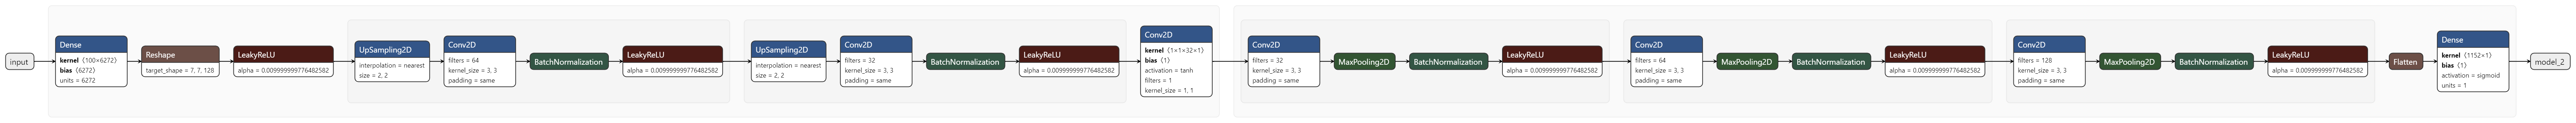 input
Dense
kernel ⟨100×6272⟩
bias ⟨6272⟩
units = 6272
Reshape
target_shape = 7, 7, 128
LeakyReLU
alpha = 0.009999999776482582
UpSampling2D
interpolation = nearest
size = 2, 2
Conv2D
filters = 64
kernel_size = 3, 3
padding = same
BatchNormalization
LeakyReLU
alpha = 0.009999999776482582
UpSampling2D
interpolation = nearest
size = 2, 2
Conv2D
filters = 32
kernel_size = 3, 3
padding = same
BatchNormalization
LeakyReLU
alpha = 0.009999999776482582
Conv2D
kernel ⟨1×1×32×1⟩
bias ⟨1⟩
activation = tanh
filters = 1
kernel_size = 1, 1
Conv2D
filters = 32
kernel_size = 3, 3
padding = same
MaxPooling2D
BatchNormalization
LeakyReLU
alpha = 0.009999999776482582
Conv2D
filters = 64
kernel_size = 3, 3
padding = same
MaxPooling2D
BatchNormalization
LeakyReLU
alpha = 0.009999999776482582
Conv2D
filters = 128
kernel_size = 3, 3
padding = same
MaxPooling2D
BatchNormalization
LeakyReLU
alpha = 0.009999999776482582
Flatten
Dense
kernel ⟨1152×1⟩
bias ⟨1⟩
activation = sigmoid
units = 1
model_2